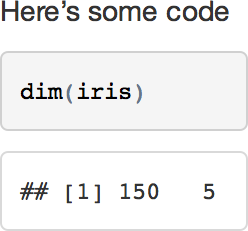 Here’s some code
dim(iris)
## [1] 150   5